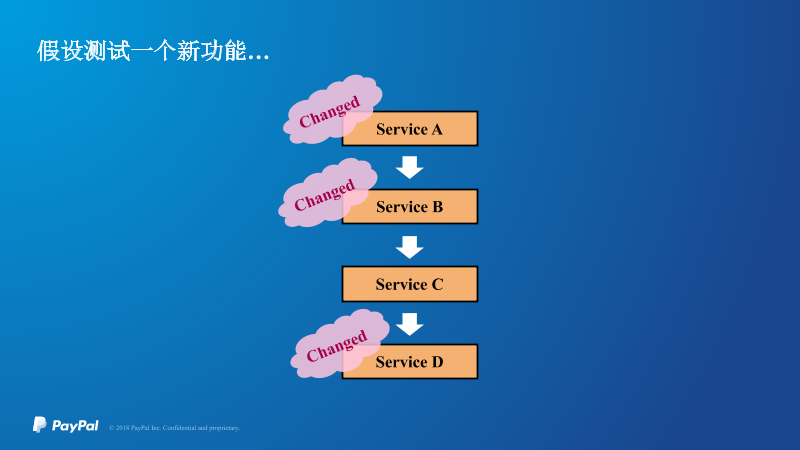 假设测试一个新功能…
Changed
Service A
Changed
Service B
Service C
Changed
Service D
PayPal
© 2018 PayPal Inc. Confidential and proprietary.